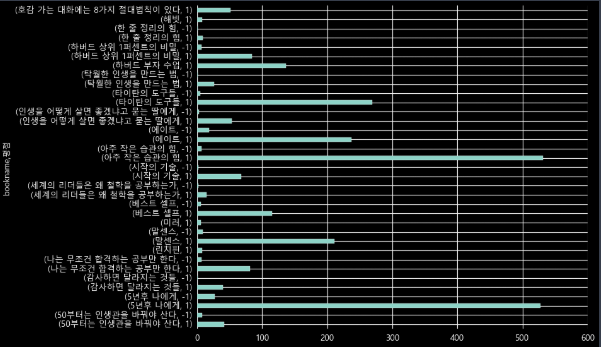 (호감 가는 대화에는 8가지 절대법칙이 있다, 1)
(해빗, 1)
(한 줄 정리의 힘, -1)
(한 줄 정리의 힘, 1)
(하버드 상위 1퍼센트의 비밀, -1)
(하버드 상위 1퍼센트의 비밀, 1)
(하버드 부자 수업, 1)
(탁월한 인생을 만드는 법, -1)
(탁월한 인생을 만드는 법, 1)
(타이탄의 도구들, -1)
(타이탄의 도구들, 1)
(인생을 어떻게 살면 좋겠냐고 묻는 딸에게, -1)
(인생을 어떻게 살면 좋겠냐고 묻는 딸에게, 1)
(에이트, -1)
(에이트, 1)
(아주 작은 습관의 힘, -1)
(아주 작은 습관의 힘, 1)
(시작의 기술, -1)
(시작의 기술, 1)
(세계의 리더들은 왜 철학을 공부하는가, -1)
(세계의 리더들은 왜 철학을 공부하는가, 1)
(베스트 셀프, -1)
(베스트 셀프, 1)
(미러, 1)
(말센스, -1)
(말센스, 1)
(린치핀, 1)
(나는 무조건 합격하는 공부만 한다, -1)
(나는 무조건 합격하는 공부만 한다, 1)
(감사하면 달라지는 것들, -1)
(감사하면 달라지는 것들, 1)
(5년후 나에게, -1)
(5년후 나에게, 1)
(50부터는 인생관을 바꿔야 산다, -1)
(50부터는 인생관을 바꿔야 산다, 1)
bookname,평점
0 100 200 300 400 500 600